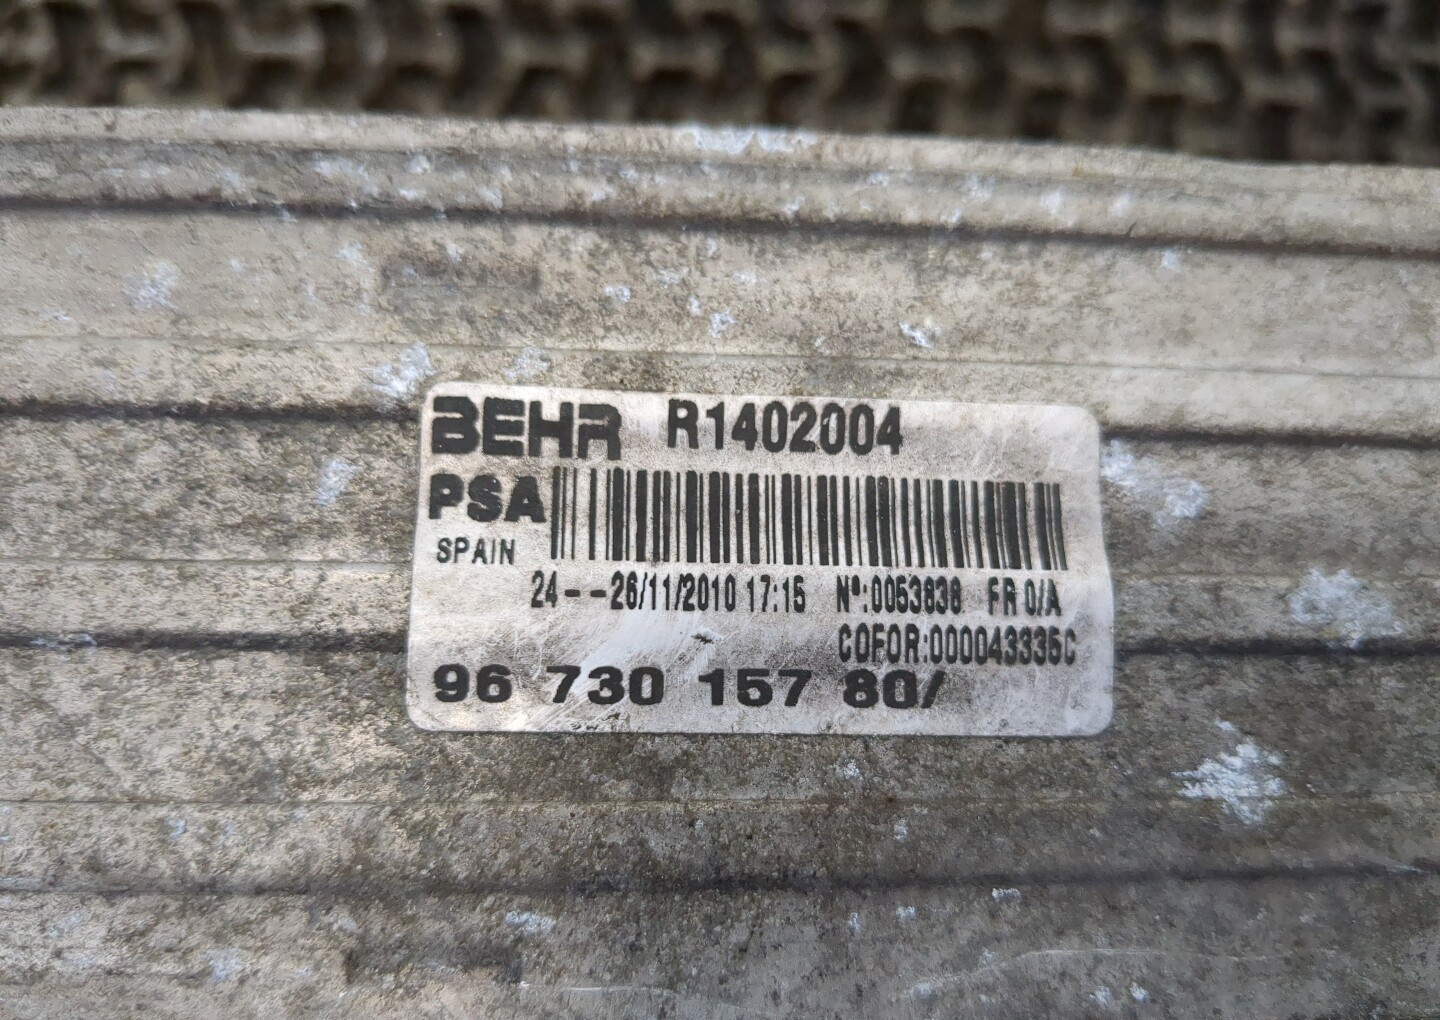 BEHR R1402004
PSA
SPAIN
24---26/11/2010 17:15 Nº:0053838 FR 0/A
COFOR:000043335C
96 730 157 80/